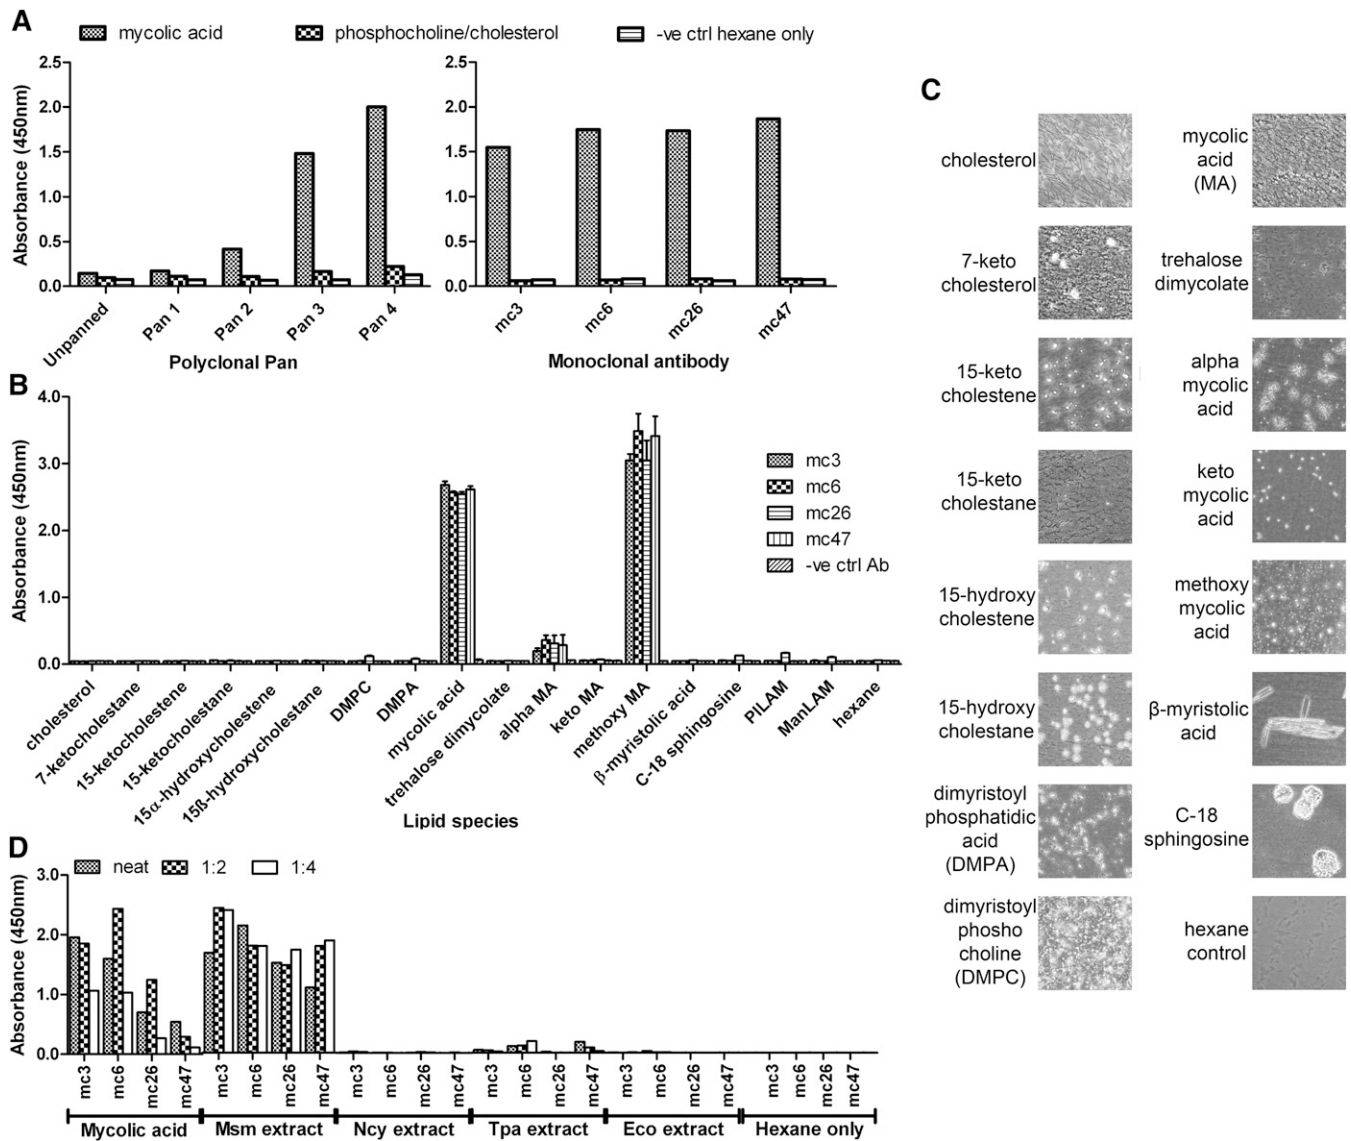 A
mycolic acid
phosphocholine/cholesterol
-ve ctrl hexane only
Absorbance (450nm)
2.5
2.0
1.5
1.0
0.5
0.0
Unpanned
Pan 1
Pan 2
Pan 3
Pan 4
Polyclonal Pan
2.5
2.0
1.5
1.0
0.5
0.0
mc3
mc6
mc26
mc47
Monoclonal antibody
B
Absorbance (450nm)
4.0
3.0
2.0
1.0
0.0
mc3
mc6
mc26
mc47
-ve ctrl Ab
cholesterol
7-ketocholestane
15-ketocholestene
15-ketocholestane
15α-hydroxycholestene
15ß-hydroxycholestane
DMPC
DMPA
mycolic acid
trehalose dimycolate
alpha MA
keto MA
methoxy MA
β-myristolic acid
C-18 sphingosine
PILAM
ManLAM
hexane
Lipid species
C
cholesterol
7-keto
cholesterol
15-keto
cholestene
15-keto
cholestane
15-hydroxy
cholestene
15-hydroxy
cholestane
dimyristoyl
phosphatidic
acid
(DMPA)
dimyristoyl
phosho
choline
(DMPC)
mycolic
acid
(MA)
trehalose
dimycolate
alpha
mycolic
acid
keto
mycolic
acid
methoxy
mycolic
acid
β-myristolic
acid
C-18
sphingosine
hexane
control
D
neat
1:2
1:4
Absorbance (450nm)
3.0
2.0
1.0
0.0
mc3
mc6
mc26
mc47
mc3
mc6
mc26
mc47
mc3
mc6
mc26
mc47
mc3
mc6
mc26
mc47
mc3
mc6
mc26
mc47
mc3
mc6
mc26
mc47
Mycolic acid
Msm extract
Ncy extract
Tpa extract
Eco extract
Hexane only